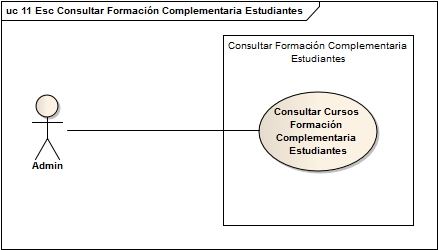 uc 11 Esc Consultar Formación Complementaria Estudiantes
Consultar Formación Complementaria
Estudiantes
Consultar Cursos
Formación
Complementaria
Estudiantes
Admin